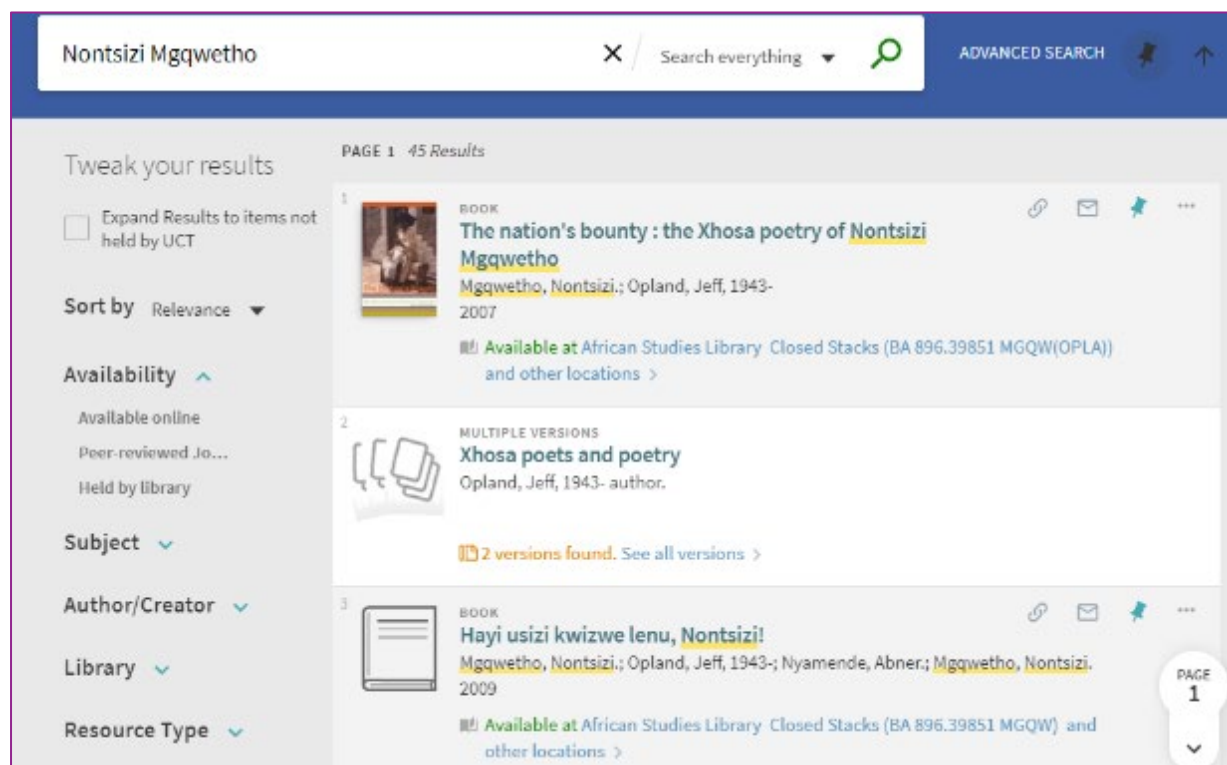 Nontsizi Mgqwetho
Search everything
ADVANCED SEARCH
Tweak your results
Expand Results to items not
held by UCT
Sort by Relevance
Availability
Available online
Peer-reviewed Jo...
Held by library
Subject
Author/Creator
Library
Resource Type
PAGE 1 45 Results
1
BOOK
The nation's bounty : the Xhosa poetry of Nontsizi
Mgqwetho
Mgqwetho, Nontsizi.; Opland, Jeff, 1943-
2007
Available at African Studies Library Closed Stacks (BA 896.39851 MGQW(OPLA))
and other locations >
2
MULTIPLE VERSIONS
Xhosa poets and poetry
Opland, Jeff, 1943- author.
2 versions found. See all versions >
3
BOOK
Hayi usizi kwizwe lenu, Nontsizi!
Mgqwetho, Nontsizi.; Opland, Jeff, 1943-; Nyamende, Abner.; Mgqwetho, Nontsizi.
2009
Available at African Studies Library Closed Stacks (BA 896.39851 MGQW) and
other locations >
PAGE
1